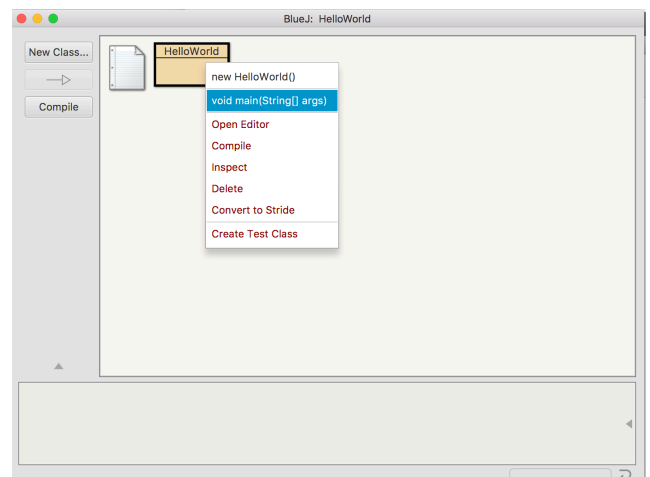 BlueJ: HelloWorld
New Class...
Compile
HelloWorld
new HelloWorld()
void main(String[] args)
Open Editor
Compile
Inspect
Delete
Convert to Stride
Create Test Class